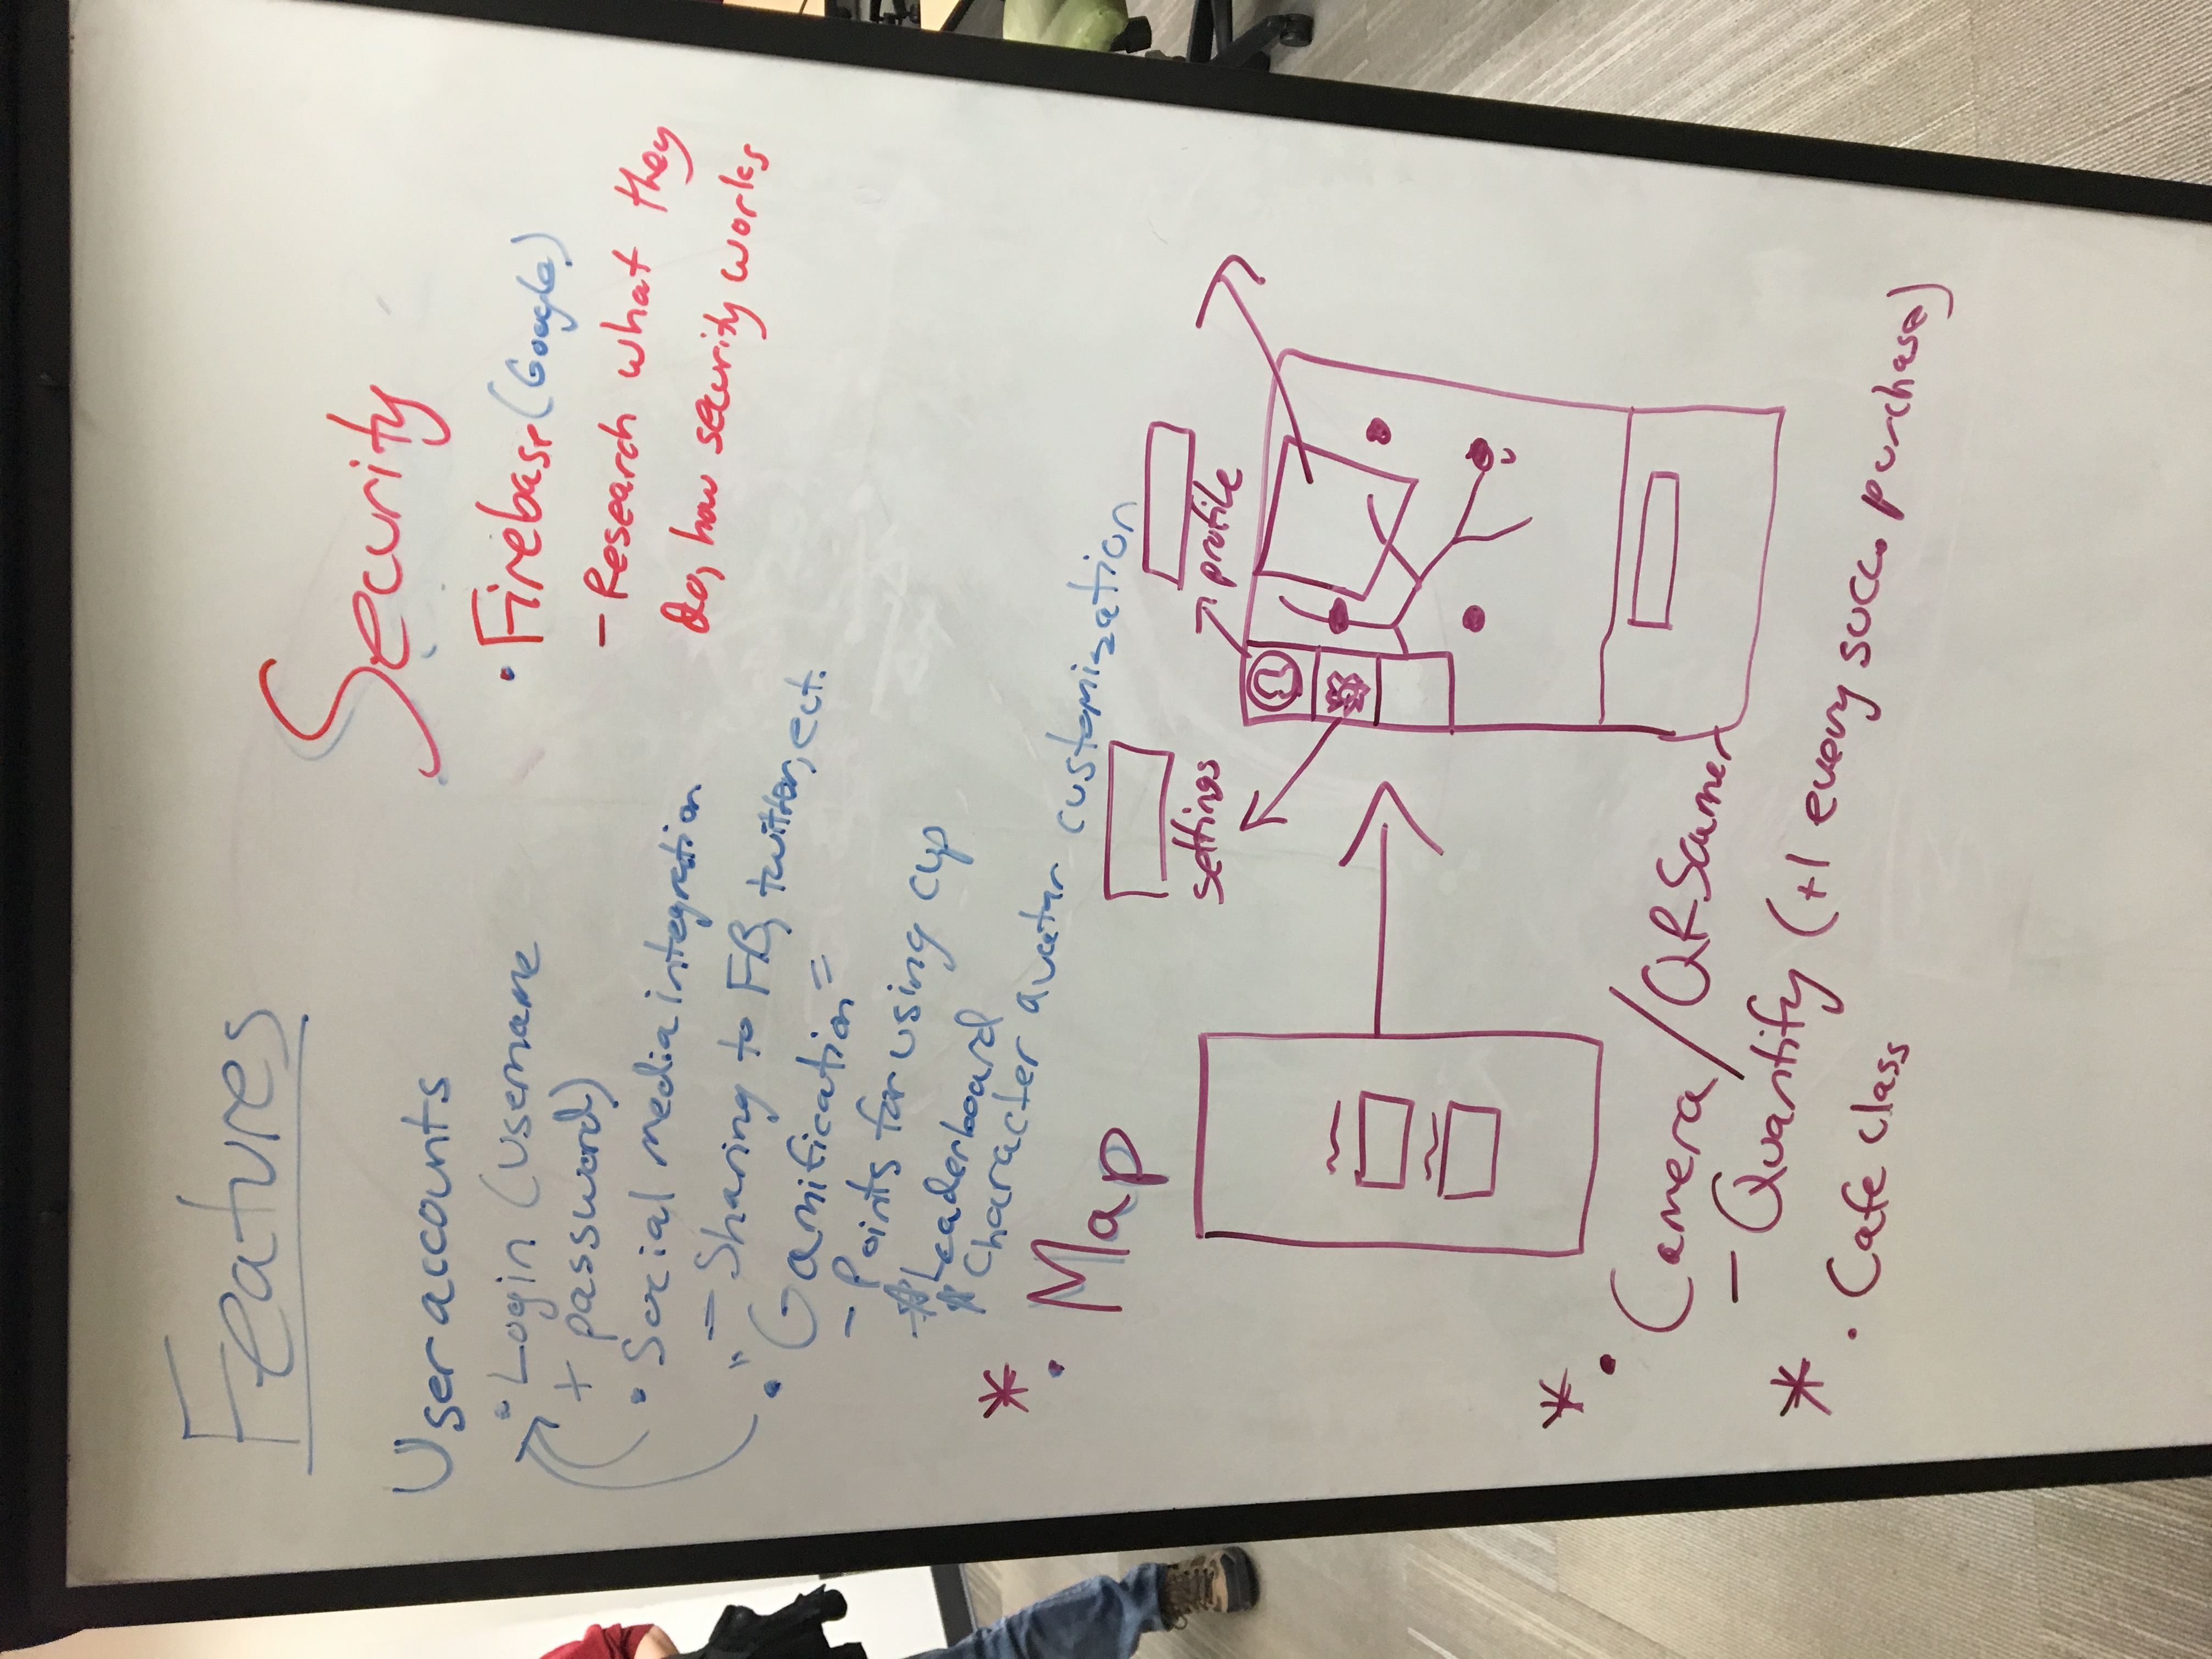 Features
User accounts
• Login (username
+ password)
• Social media integration
- Sharing to FB, twitter, ect.
• "Gamification"
- Points for using cup
- * Leaderboard
* Character avatar customization
* • Map
settings
profile
* • Camera / QR Scanner
- Quantify (+1 every succ. purchase)
* • Cafe class
Security
• Firebase (Google)
- Research what they
do, how security works